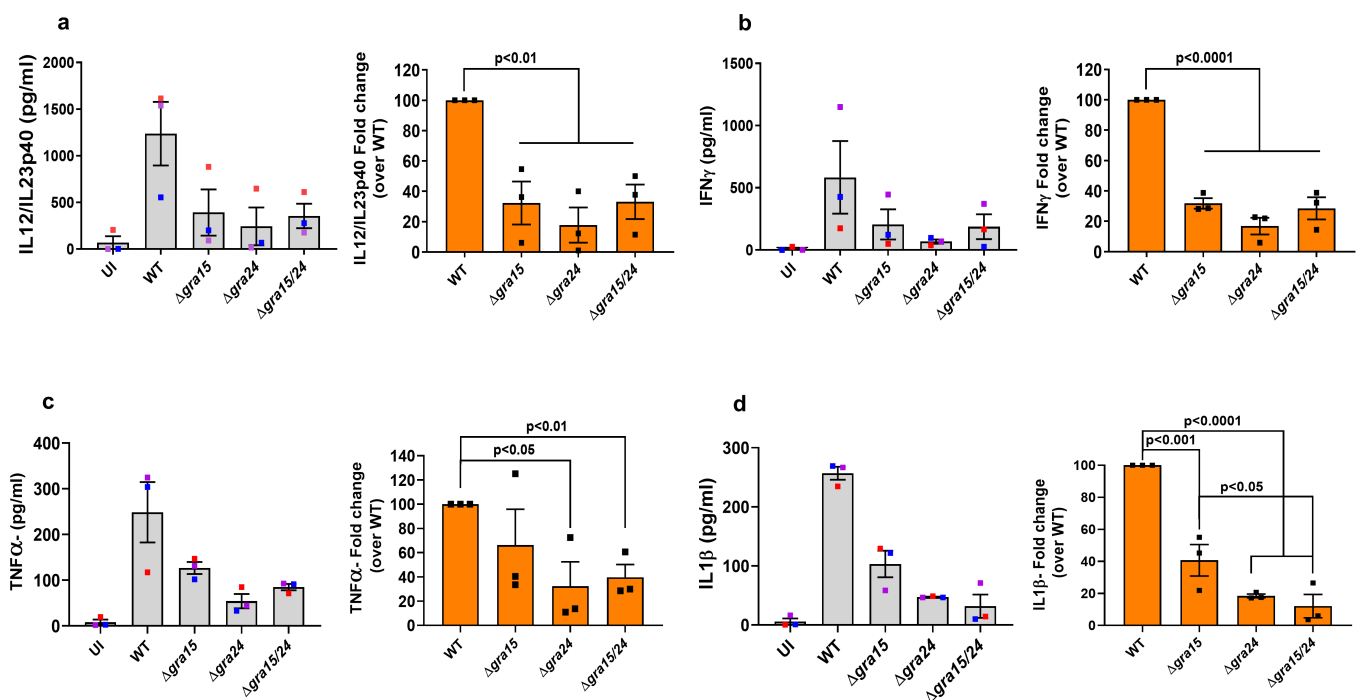 a
IL12/IL23p40 (pg/ml)
2000
1500
1000
500
0
UI
WT
Δgra15
Δgra24
Δgra15/24
IL12/IL23p40 Fold change
(over WT)
120
100
80
60
40
20
0
p<0.01
WT
Δgra15
Δgra24
Δgra15/24
b
IFNγ (pg/ml)
1500
1000
500
0
UI
WT
Δgra15
Δgra24
Δgra15/24
IFNγ Fold change
(over WT)
120
100
80
60
40
20
0
p<0.0001
WT
Δgra15
Δgra24
Δgra15/24
c
TNFα- (pg/ml)
400
300
200
100
0
UI
WT
Δgra15
Δgra24
Δgra15/24
TNFα- Fold change
(over WT)
140
120
100
80
60
40
20
0
p<0.01
p<0.05
WT
Δgra15
Δgra24
Δgra15/24
d
IL1β (pg/ml)
300
200
100
0
UI
WT
Δgra15
Δgra24
Δgra15/24
IL1β- Fold change
(over WT)
100
80
60
40
20
0
p<0.0001
p<0.001
p<0.05
WT
Δgra15
Δgra24
Δgra15/24